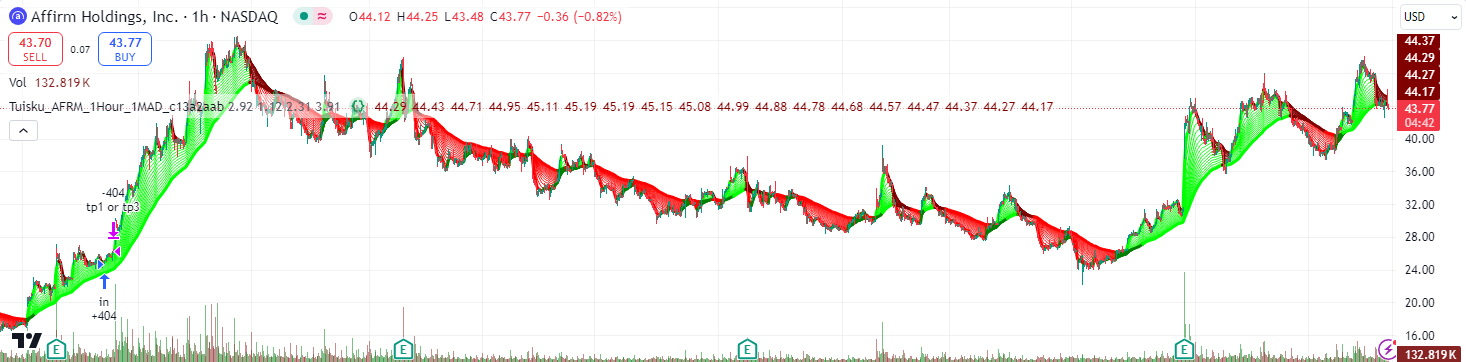 Affirm Holdings, Inc. · 1h · NASDAQ
O44.12 H44.25 L43.48 C43.77 −0.36 (−0.82%)
43.70
SELL
0.07
43.77
BUY
Vol 132.819 K
Tuisku_AFRM_1Hour_1MAD_c13a2aab 2.92 1.12 2.31 3.91 44.29 44.43 44.71 44.95 45.11 45.19 45.19 45.15 45.08 44.99 44.88 44.78 44.68 44.57 44.47 44.37 44.27 44.17
-404
tp1 or tp3
in
+404
E
E
E
E
USD
44.37
44.29
44.27
44.17
43.77
04:42
40.00
36.00
32.00
28.00
24.00
20.00
16.00
132.819 K